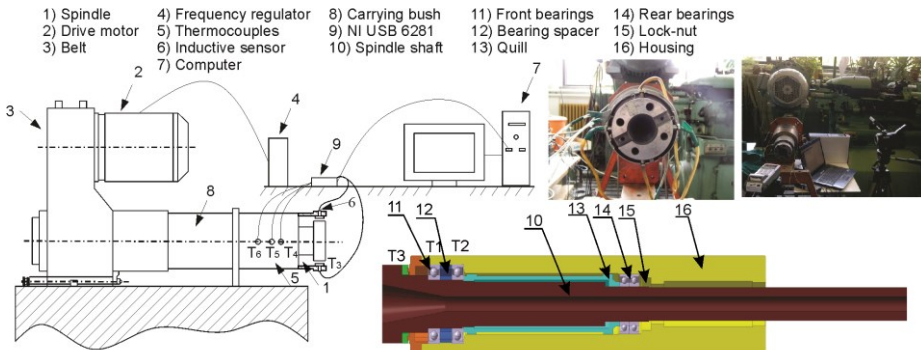 1) Spindle
2) Drive motor
3) Belt
4) Frequency regulator
5) Thermocouples
6) Inductive sensor
7) Computer
8) Carrying bush
9) NI USB 6281
10) Spindle shaft
11) Front bearings
12) Bearing spacer
13) Quill
14) Rear bearings
15) Lock-nut
16) Housing
2
3
4
7
9
8
6
T6 T5 T4 T3
5 1
11 12 10 13 14 15 16
T3 T1 T2